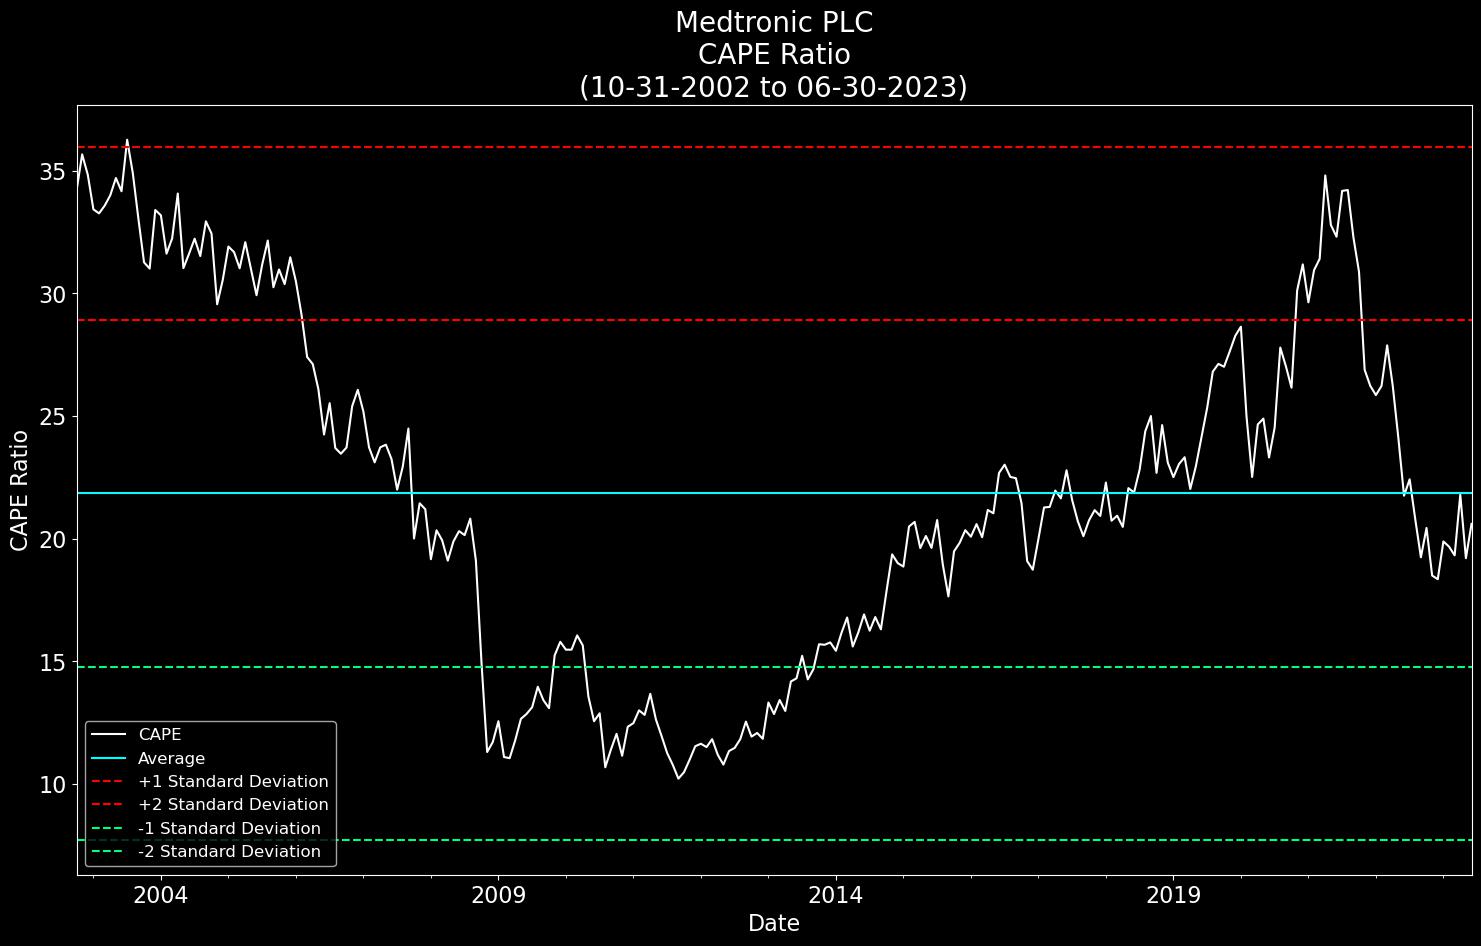 Medtronic PLC
CAPE Ratio
(10-31-2002 to 06-30-2023)
35
30
25
20
15
10
CAPE Ratio
CAPE
Average
+1 Standard Deviation
+2 Standard Deviation
-1 Standard Deviation
-2 Standard Deviation
2004 2009 2014 2019
Date